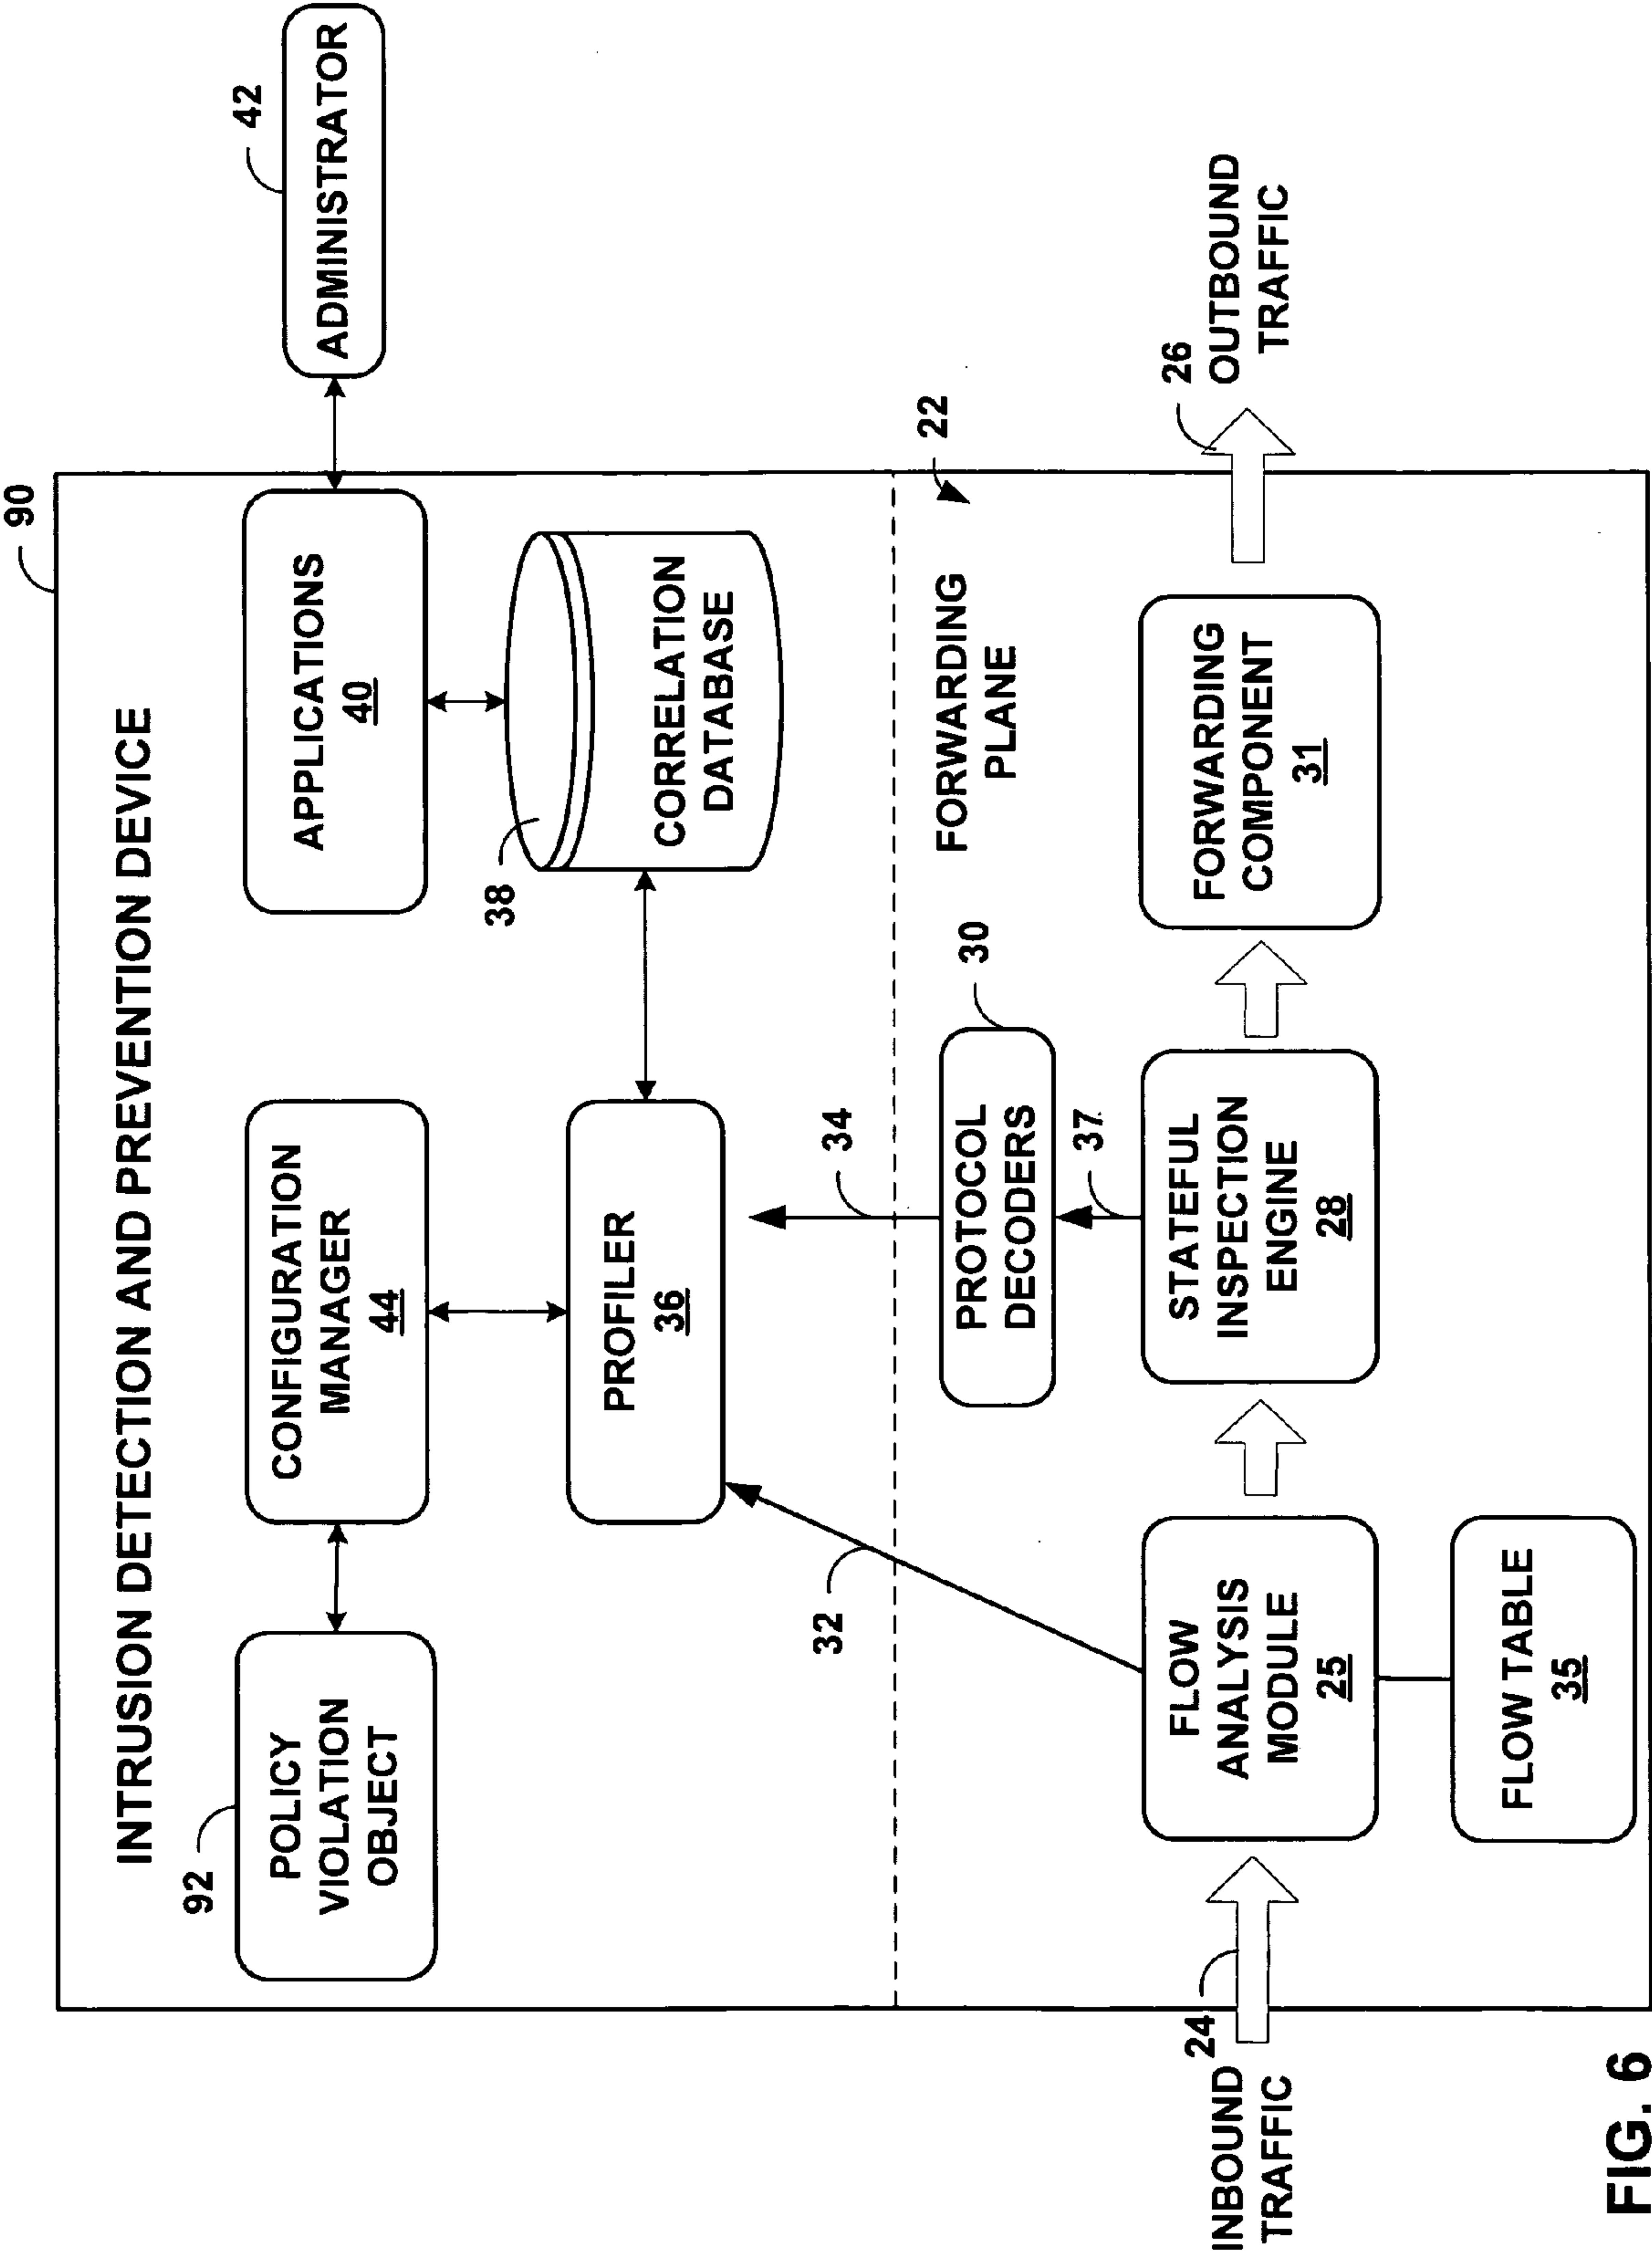 90
INTRUSION DETECTION AND PREVENTION DEVICE
92
POLICY
VIOLATION
OBJECT
CONFIGURATION
MANAGER
44
APPLICATIONS
40
42
ADMINISTRATOR
PROFILER
36
38
CORRELATION
DATABASE
32
34
30
FORWARDING
PLANE
22
PROTOCOL
DECODERS
37
INBOUND
TRAFFIC
24
FLOW
ANALYSIS
MODULE
25
STATEFUL
INSPECTION
ENGINE
28
FORWARDING
COMPONENT
31
26
OUTBOUND
TRAFFIC
FLOW TABLE
35
FIG. 6